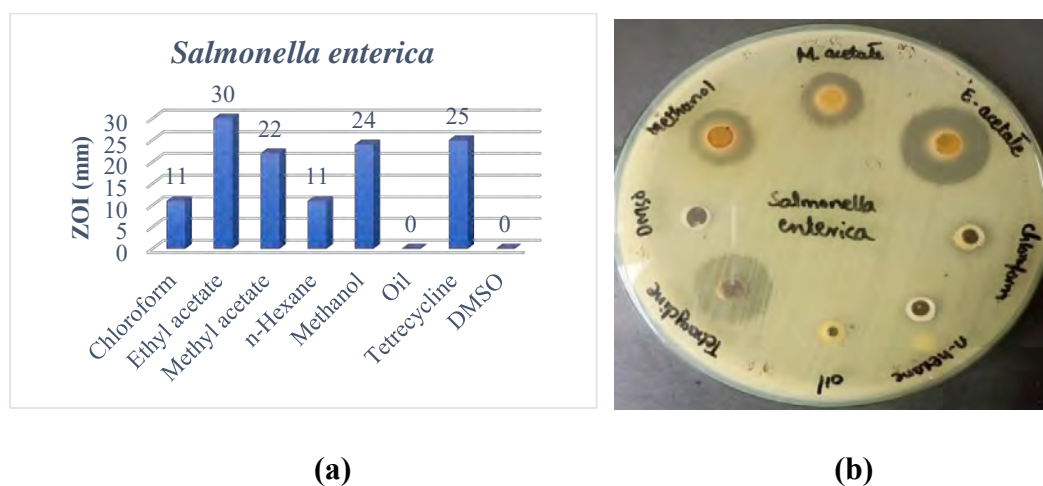 Salmonella enterica
ZOI (mm)
30
25
20
15
10
5
0
11
30
22
11
24
0
25
0
Chloroform
Ethyl acetate
Methyl acetate
n-Hexane
Methanol
Oil
Tetrecycline
DMSO
(a)
M. acetate
Methanol
E. acetate
DMSO
Salmonella
enterica
chloroform
Tetracycline
n-hexane
oil
(b)